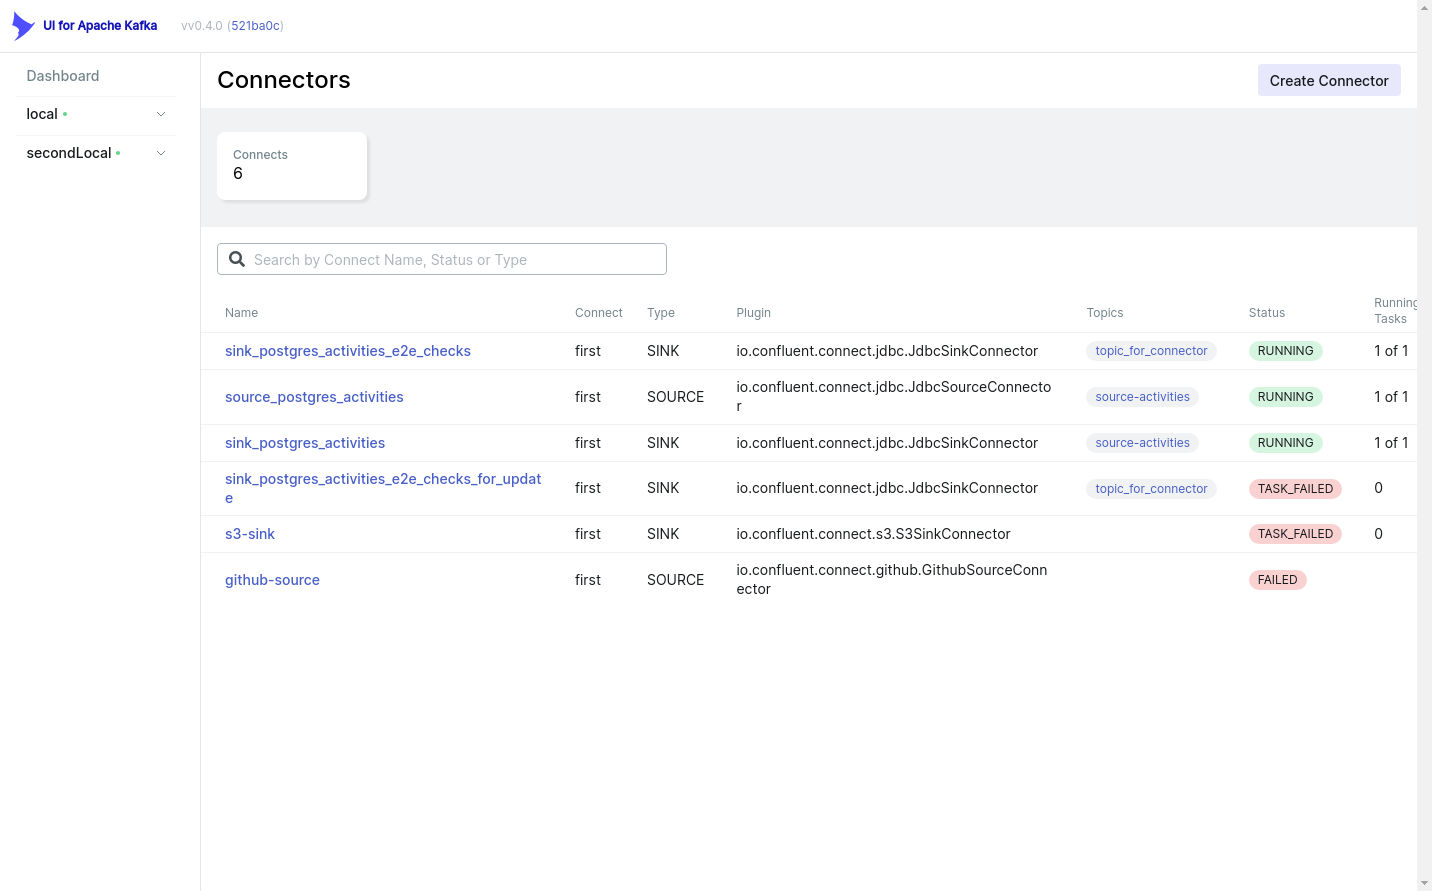 UI for Apache Kafka vv0.4.0 (521ba0c)
Dashboard
local
secondLocal
Connectors
Create Connector
Connects
6
Search by Connect Name, Status or Type
Name Connect Type Plugin Topics Status Running
Tasks
sink_postgres_activities_e2e_checks first SINK io.confluent.connect.jdbc.JdbcSinkConnector topic_for_connector RUNNING 1 of 1
source_postgres_activities first SOURCE io.confluent.connect.jdbc.JdbcSourceConnecto
r source-activities RUNNING 1 of 1
sink_postgres_activities first SINK io.confluent.connect.jdbc.JdbcSinkConnector source-activities RUNNING 1 of 1
sink_postgres_activities_e2e_checks_for_updat
e first SINK io.confluent.connect.jdbc.JdbcSinkConnector topic_for_connector TASK_FAILED 0
s3-sink first SINK io.confluent.connect.s3.S3SinkConnector TASK_FAILED 0
github-source first SOURCE io.confluent.connect.github.GithubSourceConn
ector FAILED